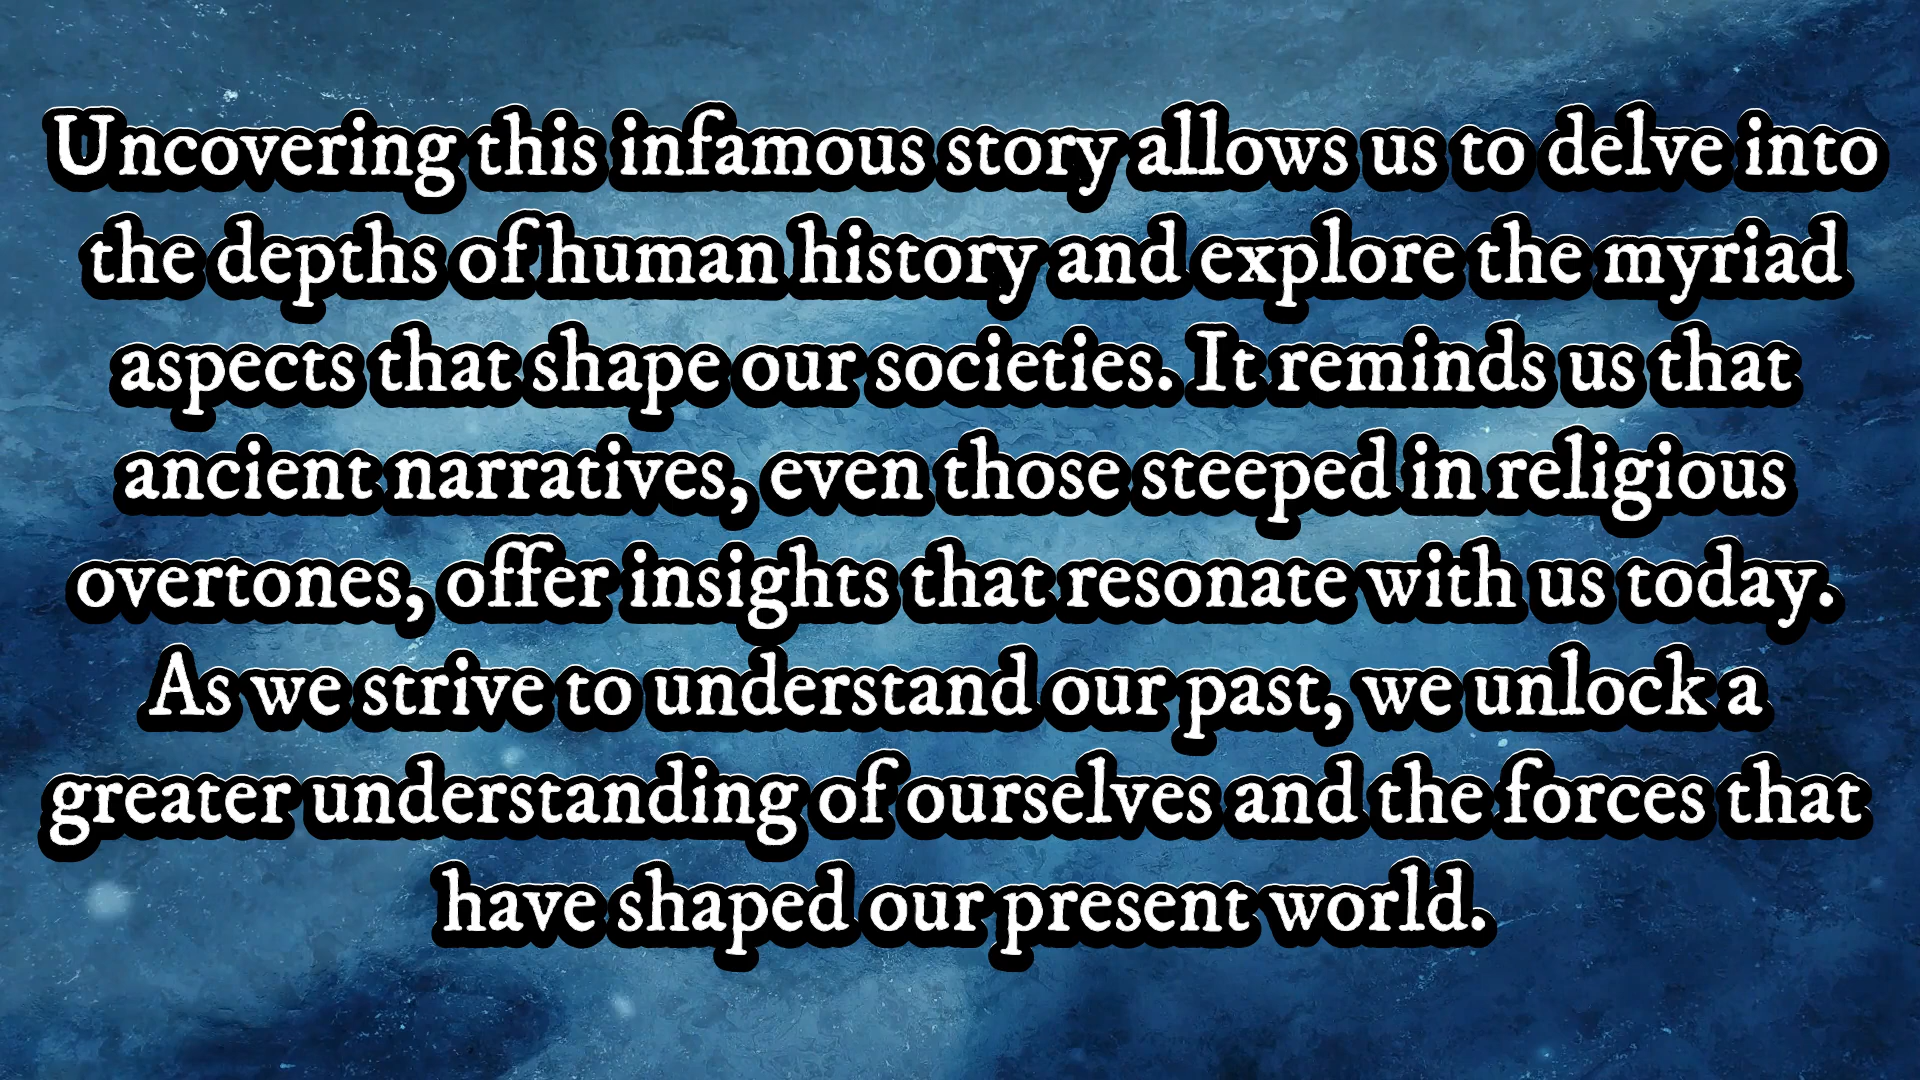 Uncovering this infamous story allows us to delve into
the depths of human history and explore the myriad
aspects that shape our societies. It reminds us that
ancient narratives, even those steeped in religious
overtones, offer insights that resonate with us today.
As we strive to understand our past, we unlock a
greater understanding of ourselves and the forces that
have shaped our present world.